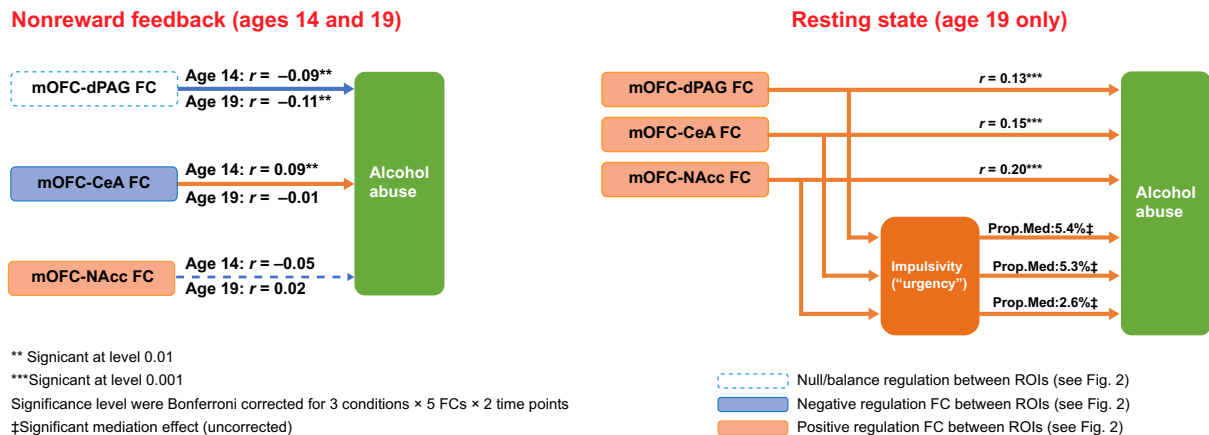 Nonreward feedback (ages 14 and 19)
mOFC-dPAG FC
Age 14: r = –0.09**
Age 19: r = –0.11**
mOFC-CeA FC
Age 14: r = 0.09**
Age 19: r = –0.01
mOFC-NAcc FC
Age 14: r = –0.05
Age 19: r = 0.02
Alcohol
abuse
** Signicant at level 0.01
***Signicant at level 0.001
Significance level were Bonferroni corrected for 3 conditions × 5 FCs × 2 time points
‡Significant mediation effect (uncorrected)
Resting state (age 19 only)
mOFC-dPAG FC
r = 0.13***
mOFC-CeA FC
r = 0.15***
mOFC-NAcc FC
r = 0.20***
Impulsivity
(“urgency”)
Prop.Med:5.4%‡
Prop.Med:5.3%‡
Prop.Med:2.6%‡
Alcohol
abuse
Null/balance regulation between ROIs (see Fig. 2)
Negative regulation FC between ROIs (see Fig. 2)
Positive regulation FC between ROIs (see Fig. 2)